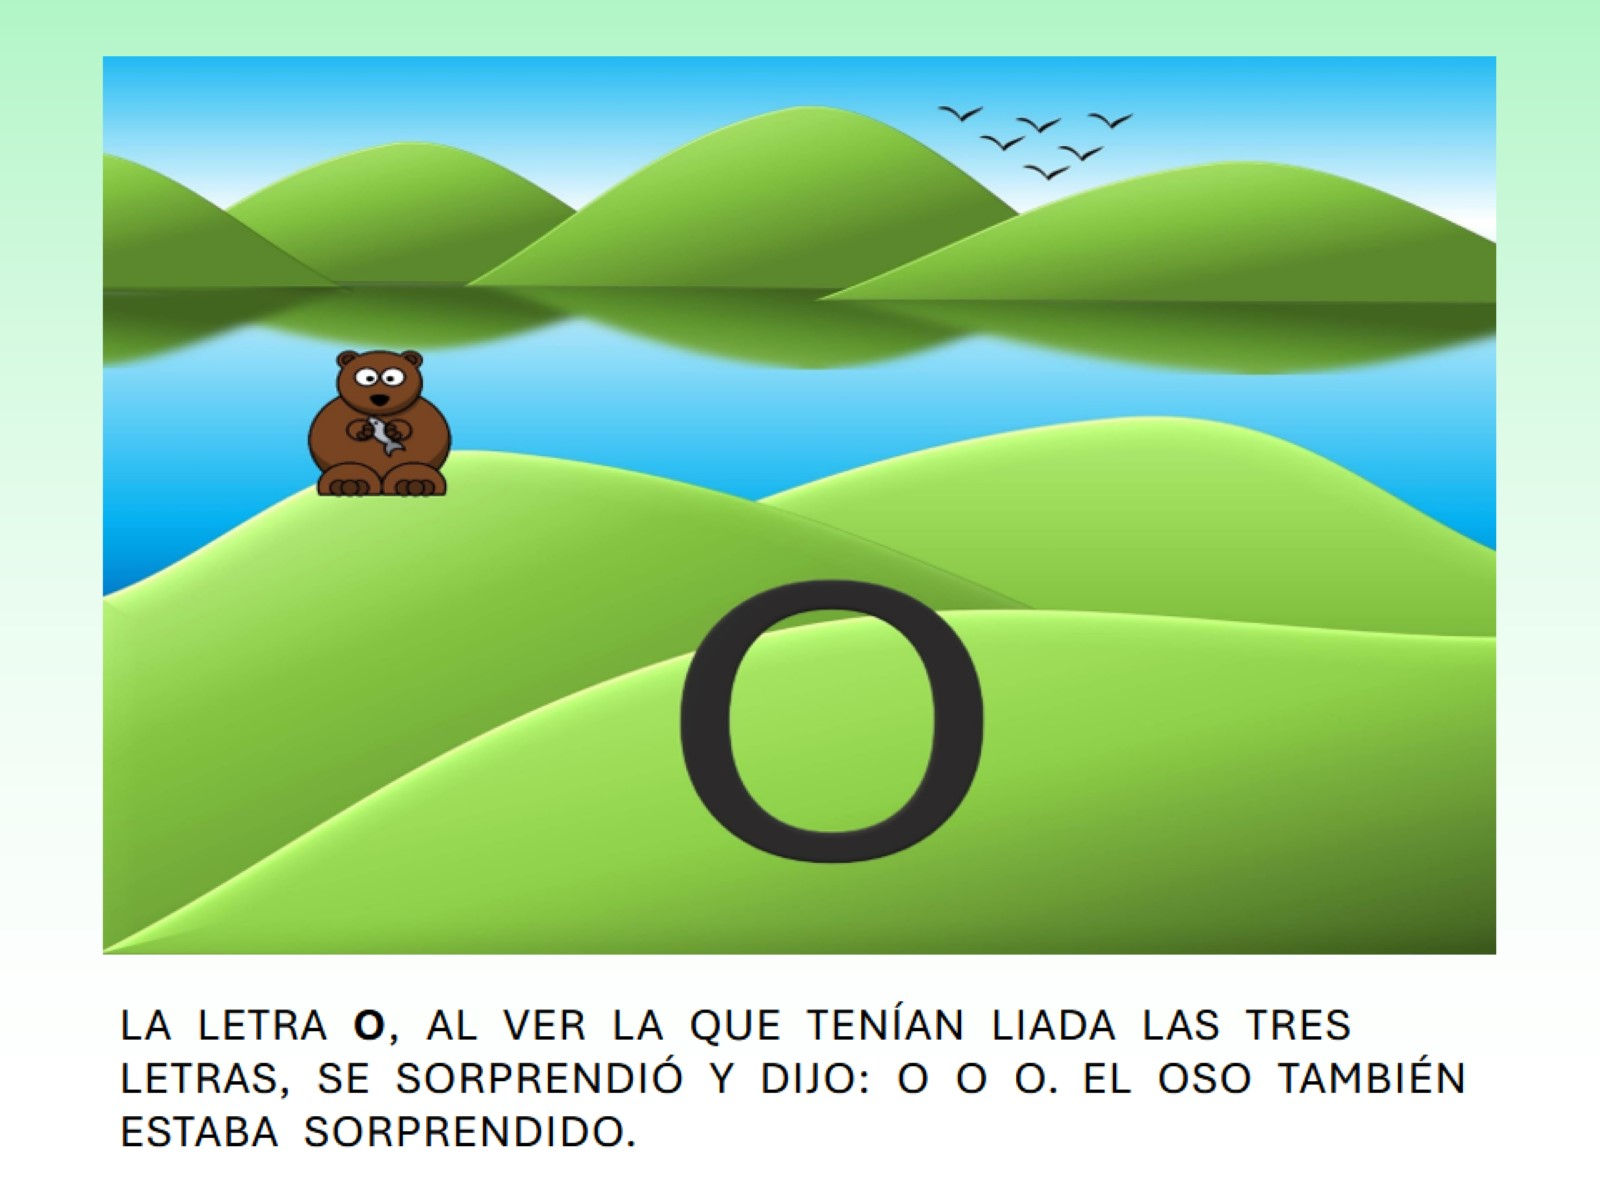 O
LA LETRA O, AL VER LA QUE TENÍAN LIADA LAS TRES
LETRAS, SE SORPRENDIÓ Y DIJO: O O O. EL OSO TAMBIÉN
ESTABA SORPRENDIDO.